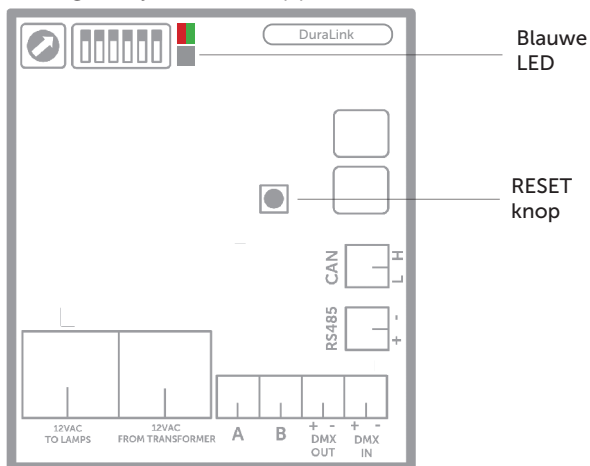 DuraLink
Blauwe
LED
RESET
knop
CAN
H
L
RS485
-
+
12VAC
TO LAMPS
12VAC
FROM TRANSFORMER
A
B
+ -
DMX
OUT
+ -
DMX
IN